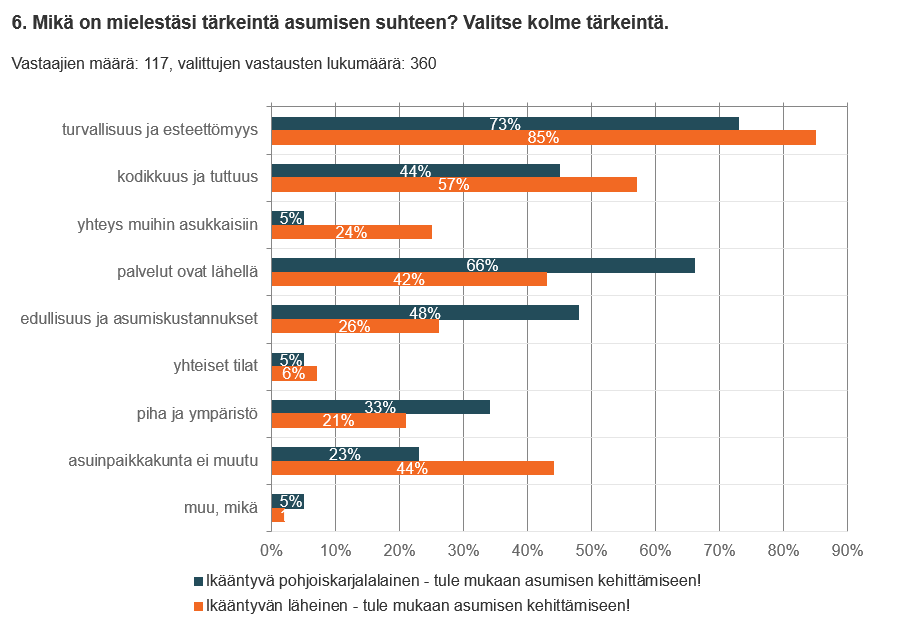 6. Mikä on mielestäsi tärkeintä asumisen suhteen? Valitse kolme tärkeintä.
Vastaajien määrä: 117, valittujen vastausten lukumäärä: 360
turvallisuus ja esteettömyys
73%
85%
kodikkuus ja tuttuus
44%
57%
yhteys muihin asukkaisiin
5%
24%
palvelut ovat lähellä
66%
42%
edullisuus ja asumiskustannukset
48%
26%
yhteiset tilat
5%
6%
piha ja ympäristö
33%
21%
asuinpaikkakunta ei muutu
23%
44%
muu, mikä
5%
0% 10% 20% 30% 40% 50% 60% 70% 80% 90%
Ikääntyvä pohjoiskarjalalainen - tule mukaan asumisen kehittämiseen!
Ikääntyvän läheinen - tule mukaan asumisen kehittämiseen!